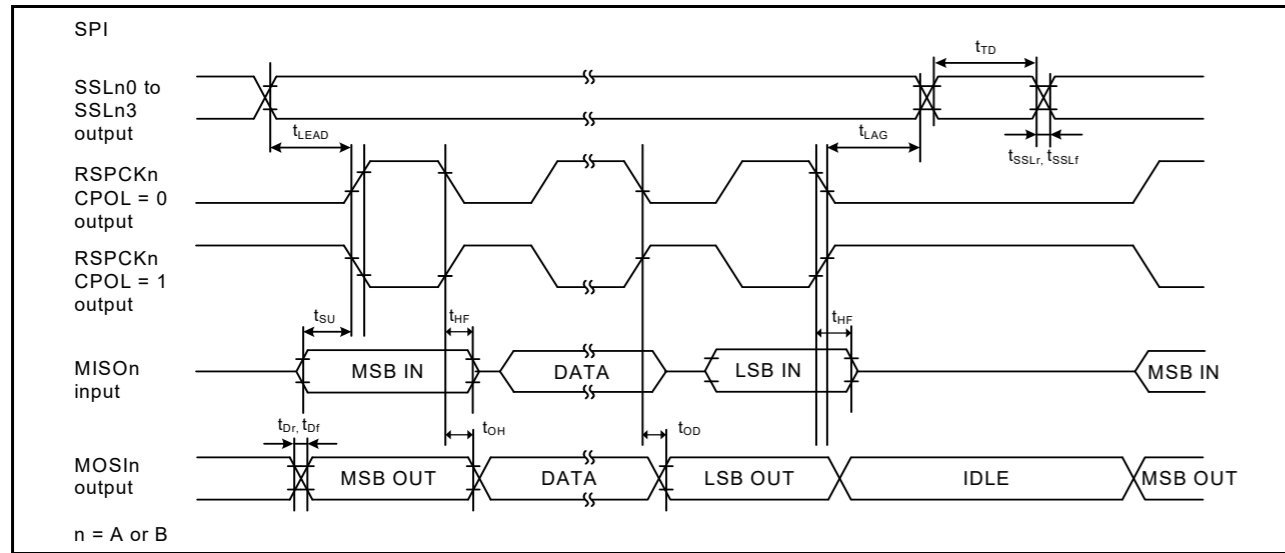 SPI
tTD
SSLn0 to
SSLn3
output
tLEAD
tLAG
tSSLr, tSSLf
RSPCKn
CPOL = 0
output
RSPCKn
CPOL = 1
output
tSU
tHF
tHF
MISOn
input
MSB IN
DATA
LSB IN
MSB IN
tDr, tDf
tOH
tOD
MOSIn
output
MSB OUT
DATA
LSB OUT
IDLE
MSB OUT
n = A or B